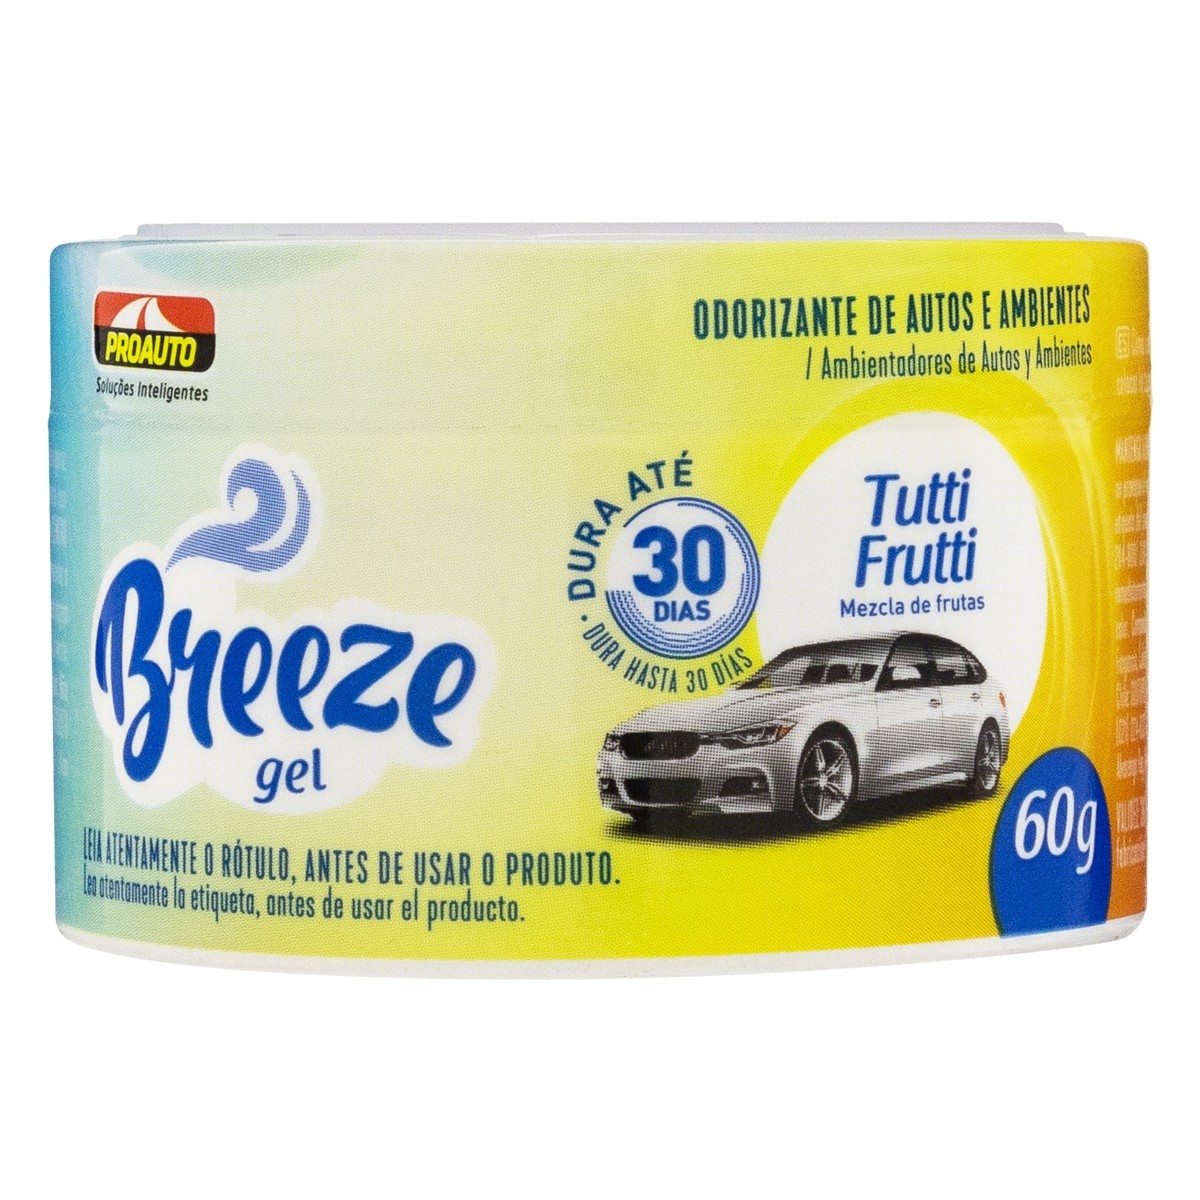 PROAUTO
Soluções Inteligentes
ODORIZANTE DE AUTOS E AMBIENTES
/ Ambientadores de Autos y Ambientes
Breeze
gel
DURA ATÉ
30
DIAS
DURA HASTA 30 DÍAS
Tutti
Frutti
Mezcla de frutas
60g
LEIA ATENTAMENTE O RÓTULO, ANTES DE USAR O PRODUTO.
Lea atentamente la etiqueta, antes de usar el producto.
ES